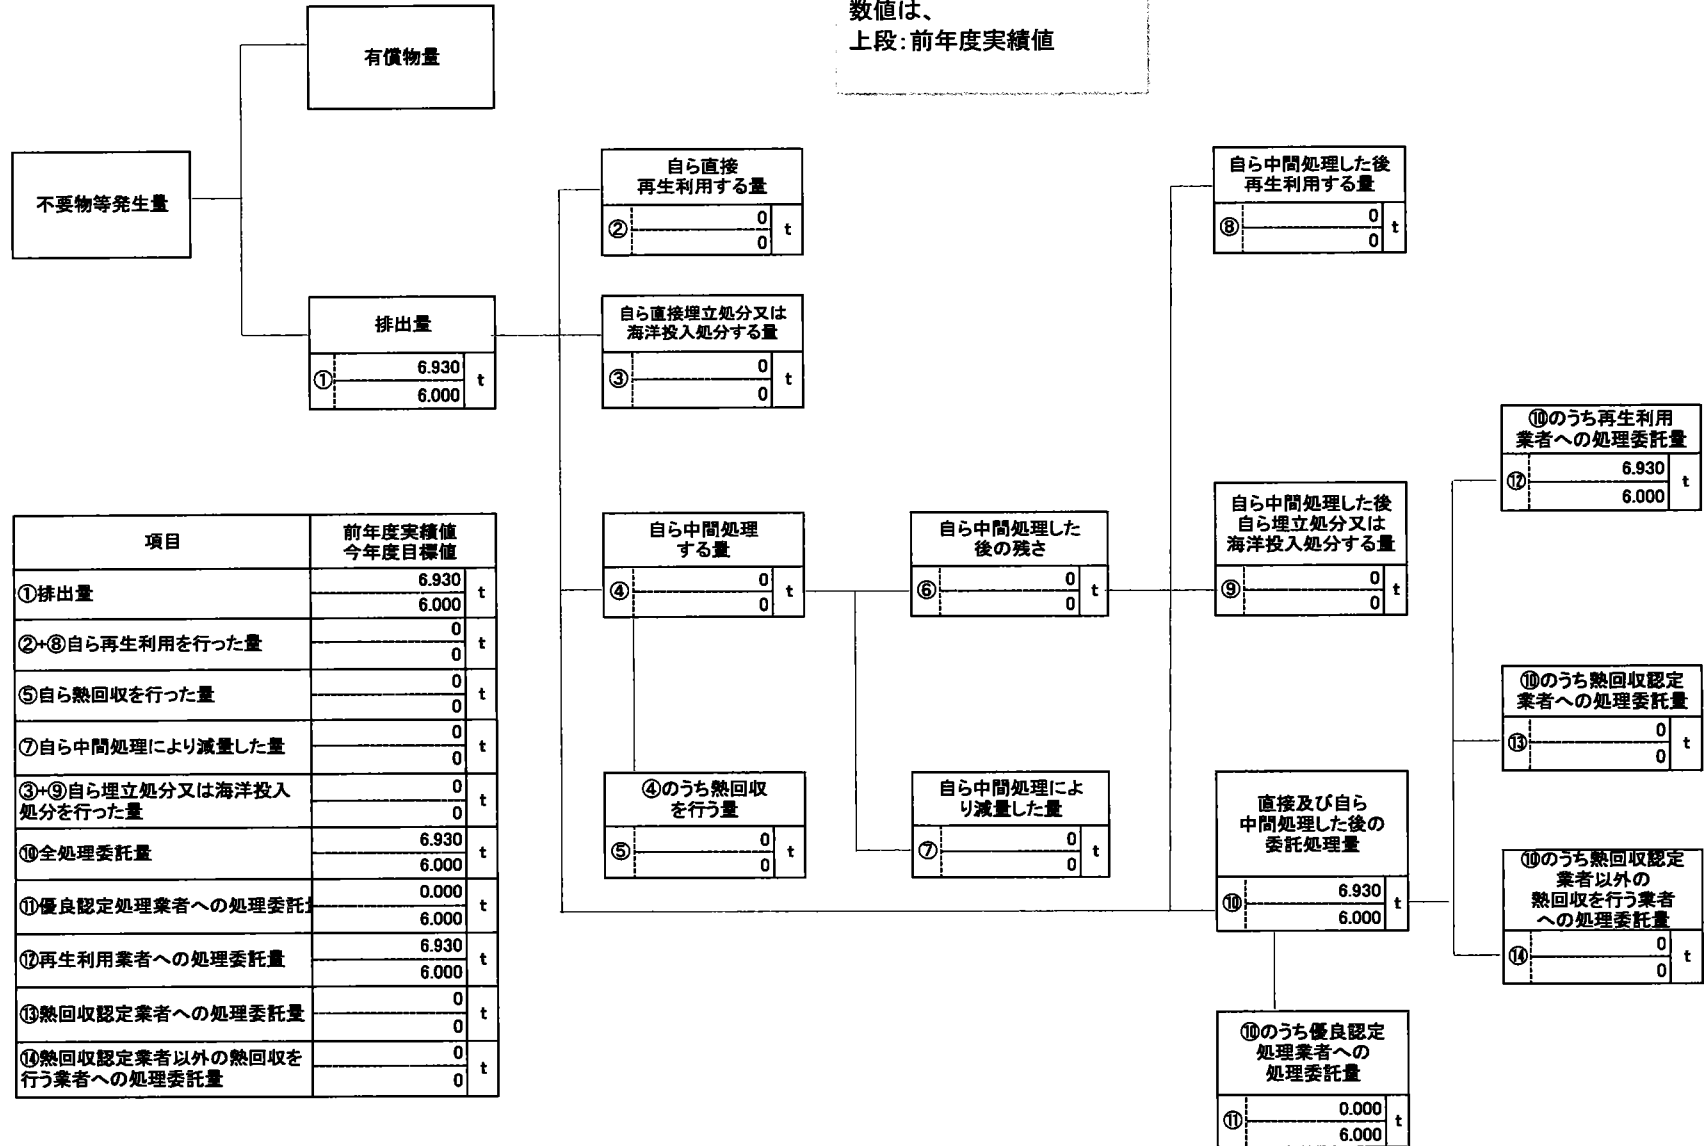 数値は、
上段：前年度実績値
有償物量
不要物等発生量
排出量
① 6.930 t
6.000
自ら直接
再生利用する量
② 0 t
0
自ら直接埋立処分又は
海洋投入処分する量
③ 0 t
0
自ら中間処理
する量
④ 0 t
0
④のうち熱回収
を行う量
⑤ 0 t
0
自ら中間処理した
後の残さ
⑥ 0 t
0
自ら中間処理によ
り減量した量
⑦ 0 t
0
自ら中間処理した後
再生利用する量
⑧ 0 t
0
自ら中間処理した後
自ら埋立処分又は
海洋投入処分する量
⑨ 0 t
0
直接及び自ら
中間処理した後の
委託処理量
⑩ 6.930 t
6.000
⑩のうち優良認定
処理業者への
処理委託量
⑪ 0.000 t
6.000
⑩のうち再生利用
業者への処理委託量
⑫ 6.930 t
6.000
⑩のうち熱回収認定
業者への処理委託量
⑬ 0 t
0
⑩のうち熱回収認定
業者以外の
熱回収を行う業者
への処理委託量
⑭ 0 t
0
項目 前年度実績値
今年度目標値
①排出量 6.930 t
6.000
②+⑧自ら再生利用を行った量 0 t
0
⑤自ら熱回収を行った量 0 t
0
⑦自ら中間処理により減量した量 0 t
0
③+⑨自ら埋立処分又は海洋投入 0 t
処分を行った量 0
⑩全処理委託量 6.930 t
6.000
⑪優良認定処理業者への処理委託 0.000 t
6.000
⑫再生利用業者への処理委託量 6.930 t
6.000
⑬熱回収認定業者への処理委託量 0 t
0
⑭熱回収認定業者以外の熱回収を 0 t
行う業者への処理委託量 0